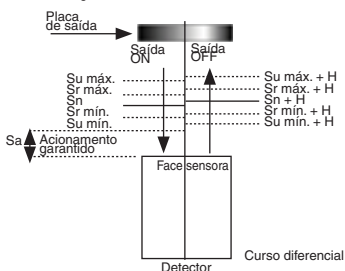 Placa
de saída
Saída
ON
Saída
OFF
Su máx.
Sr máx.
Sn
Sr mín.
Su mín.
Su máx. + H
Sr máx. + H
Sn + H
Sr mín. + H
Su mín. + H
Sa
Acionamento
garantido
Face sensora
Detector
Curso diferencial